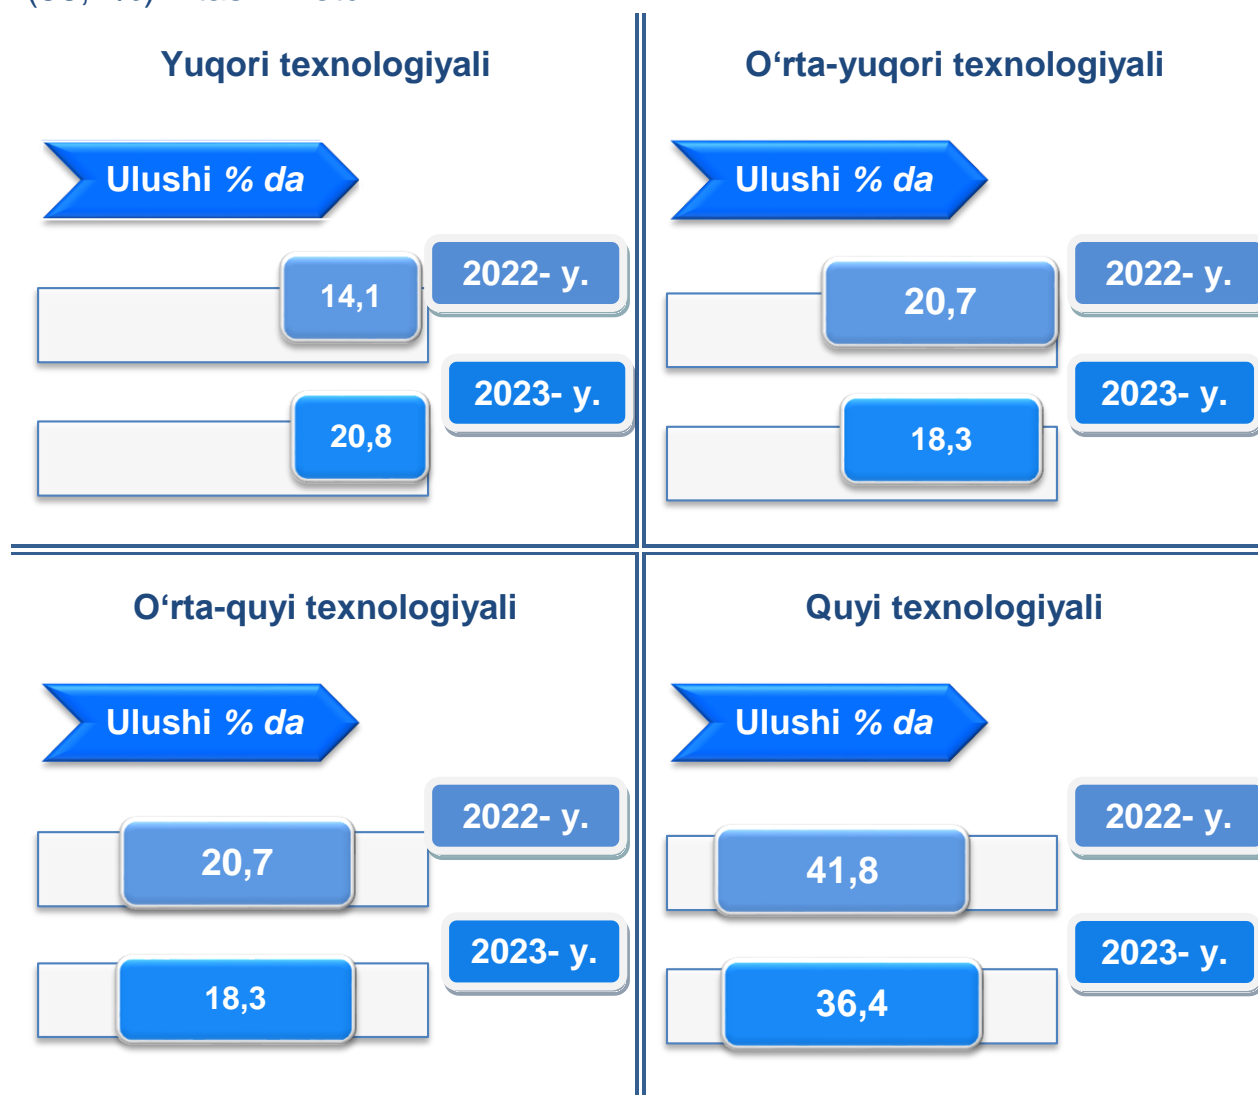 Yuqori texnologiyali
Ulushi % da
14,1
2022- y.
20,8
2023- y.
O‘rta-yuqori texnologiyali
Ulushi % da
20,7
2022- y.
18,3
2023- y.
O‘rta-quyi texnologiyali
Ulushi % da
20,7
2022- y.
18,3
2023- y.
Quyi texnologiyali
Ulushi % da
41,8
2022- y.
36,4
2023- y.